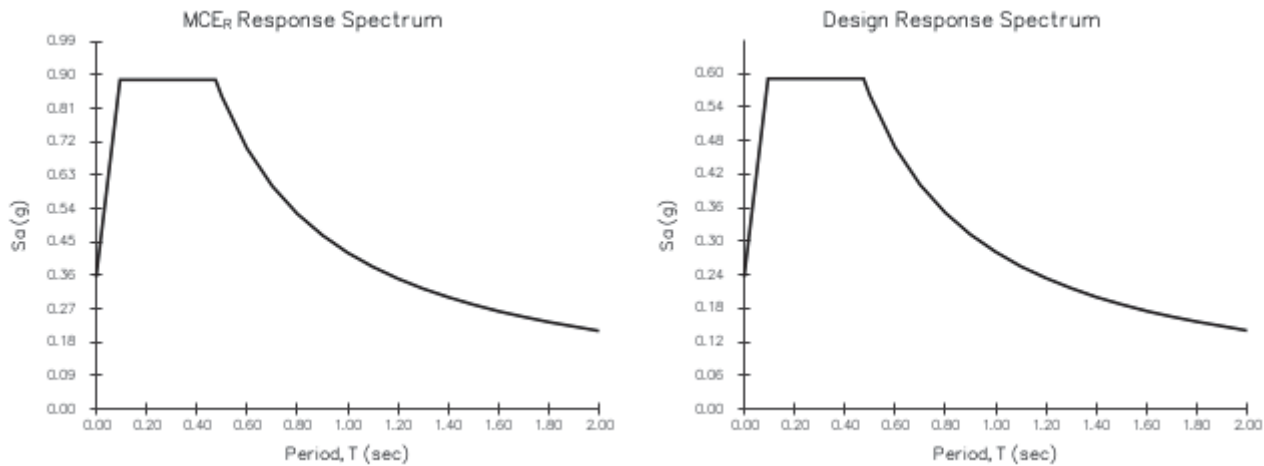 MCER Response Spectrum
0.99
0.90
0.81
0.72
0.63
0.54
0.45
0.36
0.27
0.18
0.09
0.00
Sa (g)
0.00 0.20 0.40 0.60 0.80 1.00 1.20 1.40 1.60 1.80 2.00
Period, T (sec)
Design Response Spectrum
0.60
0.54
0.48
0.42
0.36
0.30
0.24
0.18
0.12
0.06
0.00
Sa (g)
0.00 0.20 0.40 0.60 0.80 1.00 1.20 1.40 1.60 1.80 2.00
Period, T (sec)